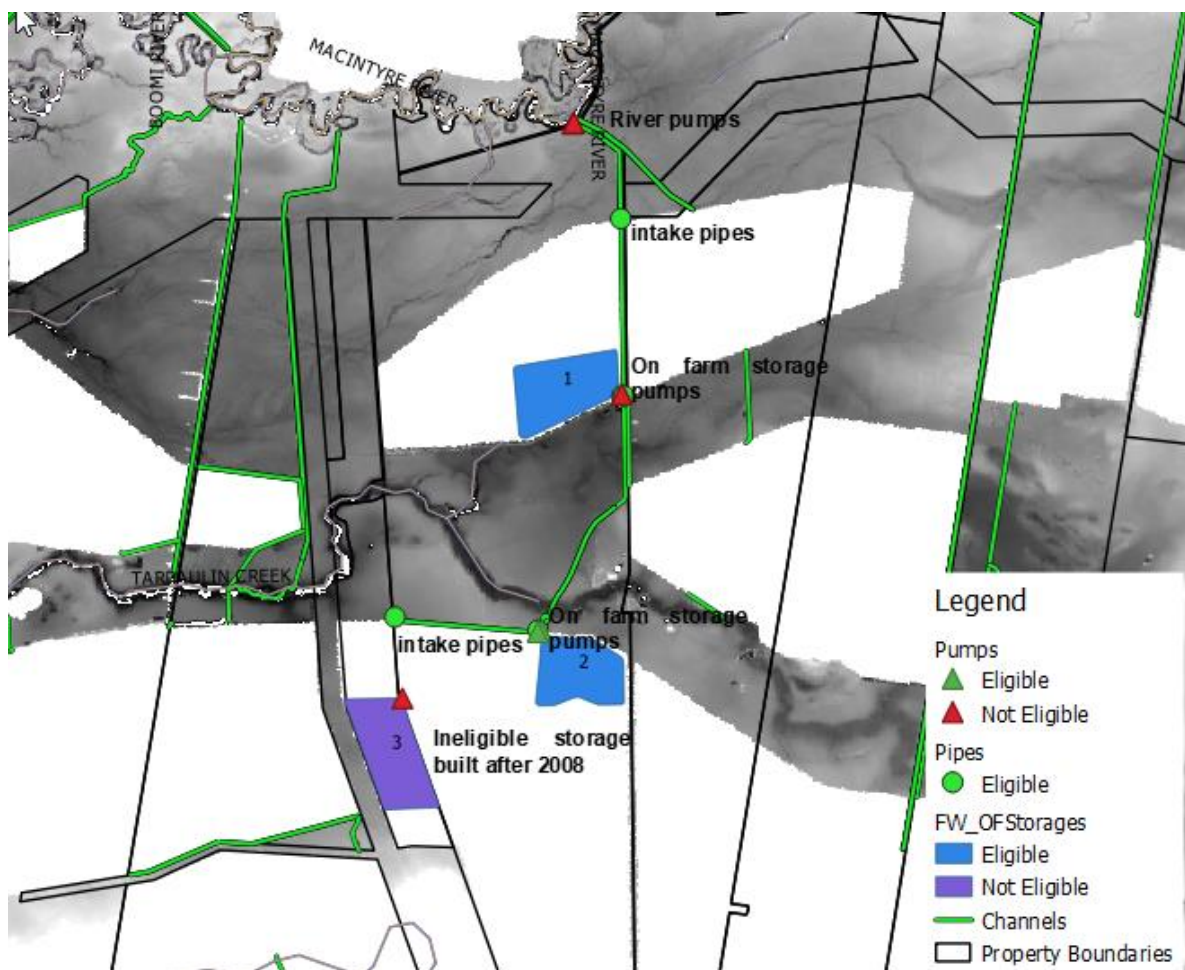 MACINTYRE RIVER
River pumps
intake pipes
On farm storage
pumps
1
TARPAULIN CREEK
On farm storage
intake pipes
pumps
2
3
Ineligible storage
built after 2008
Legend
Pumps
Eligible
Not Eligible
Pipes
Eligible
FW_OFStorages
Eligible
Not Eligible
Channels
Property Boundaries